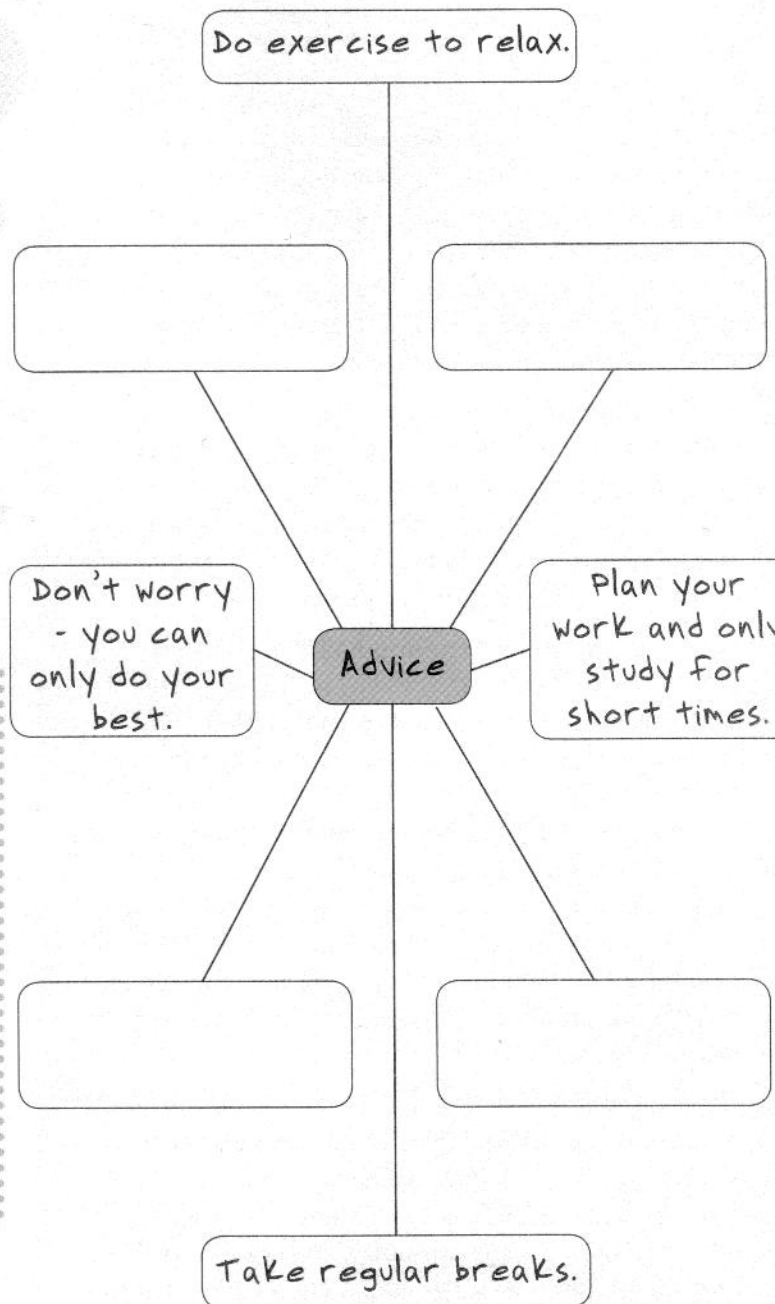 Do exercise to relax.
Don't worry
- you can
only do your
best.
Advice
Plan your
work and only
study for
short times.
Take regular breaks.